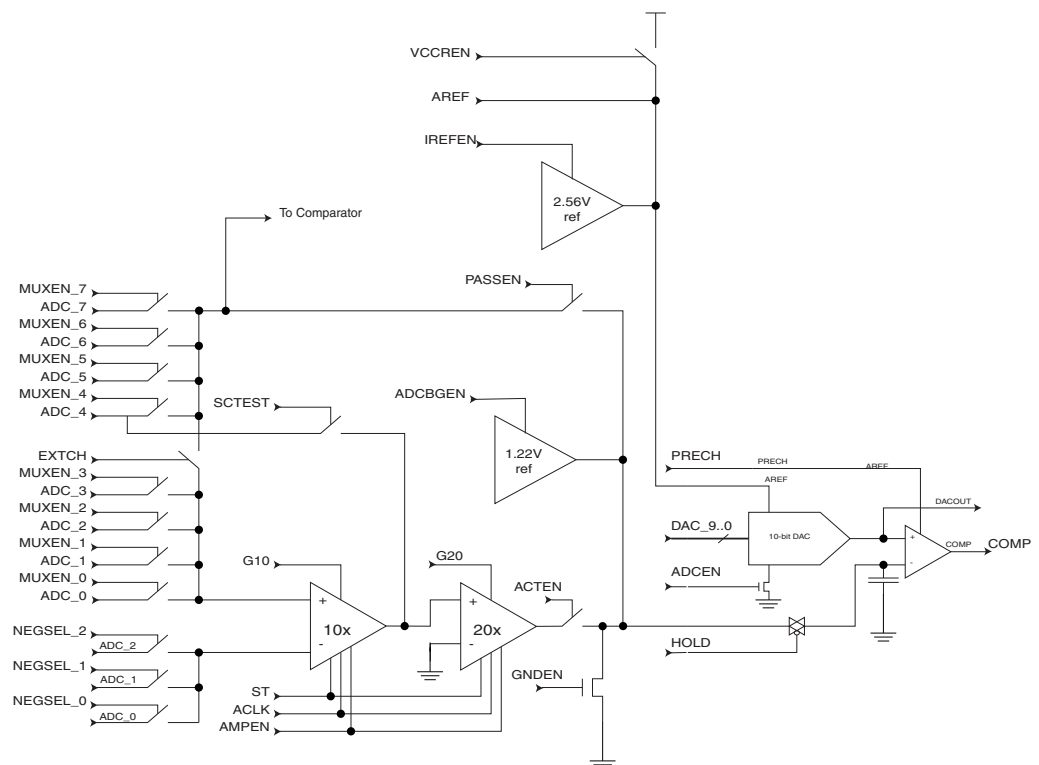 VCCREN
AREF
IREFEN
2.56V
ref
To Comparator
PASSEN
MUXEN_7
ADC_7
MUXEN_6
ADC_6
MUXEN_5
ADC_5
MUXEN_4
ADC_4
SCTEST
ADCBGEN
1.22V
ref
EXTCH
MUXEN_3
ADC_3
MUXEN_2
ADC_2
MUXEN_1
ADC_1
MUXEN_0
ADC_0
PRECH
PRECH
AREF
AREF
DACOUT
DAC_9..0
10-bit DAC
+
-
COMP
COMP
ADCEN
G10
G20
ACTEN
+
10x
-
+
20x
-
HOLD
NEGSEL_2
ADC_2
NEGSEL_1
ADC_1
NEGSEL_0
ADC_0
GNDEN
ST
ACLK
AMPEN